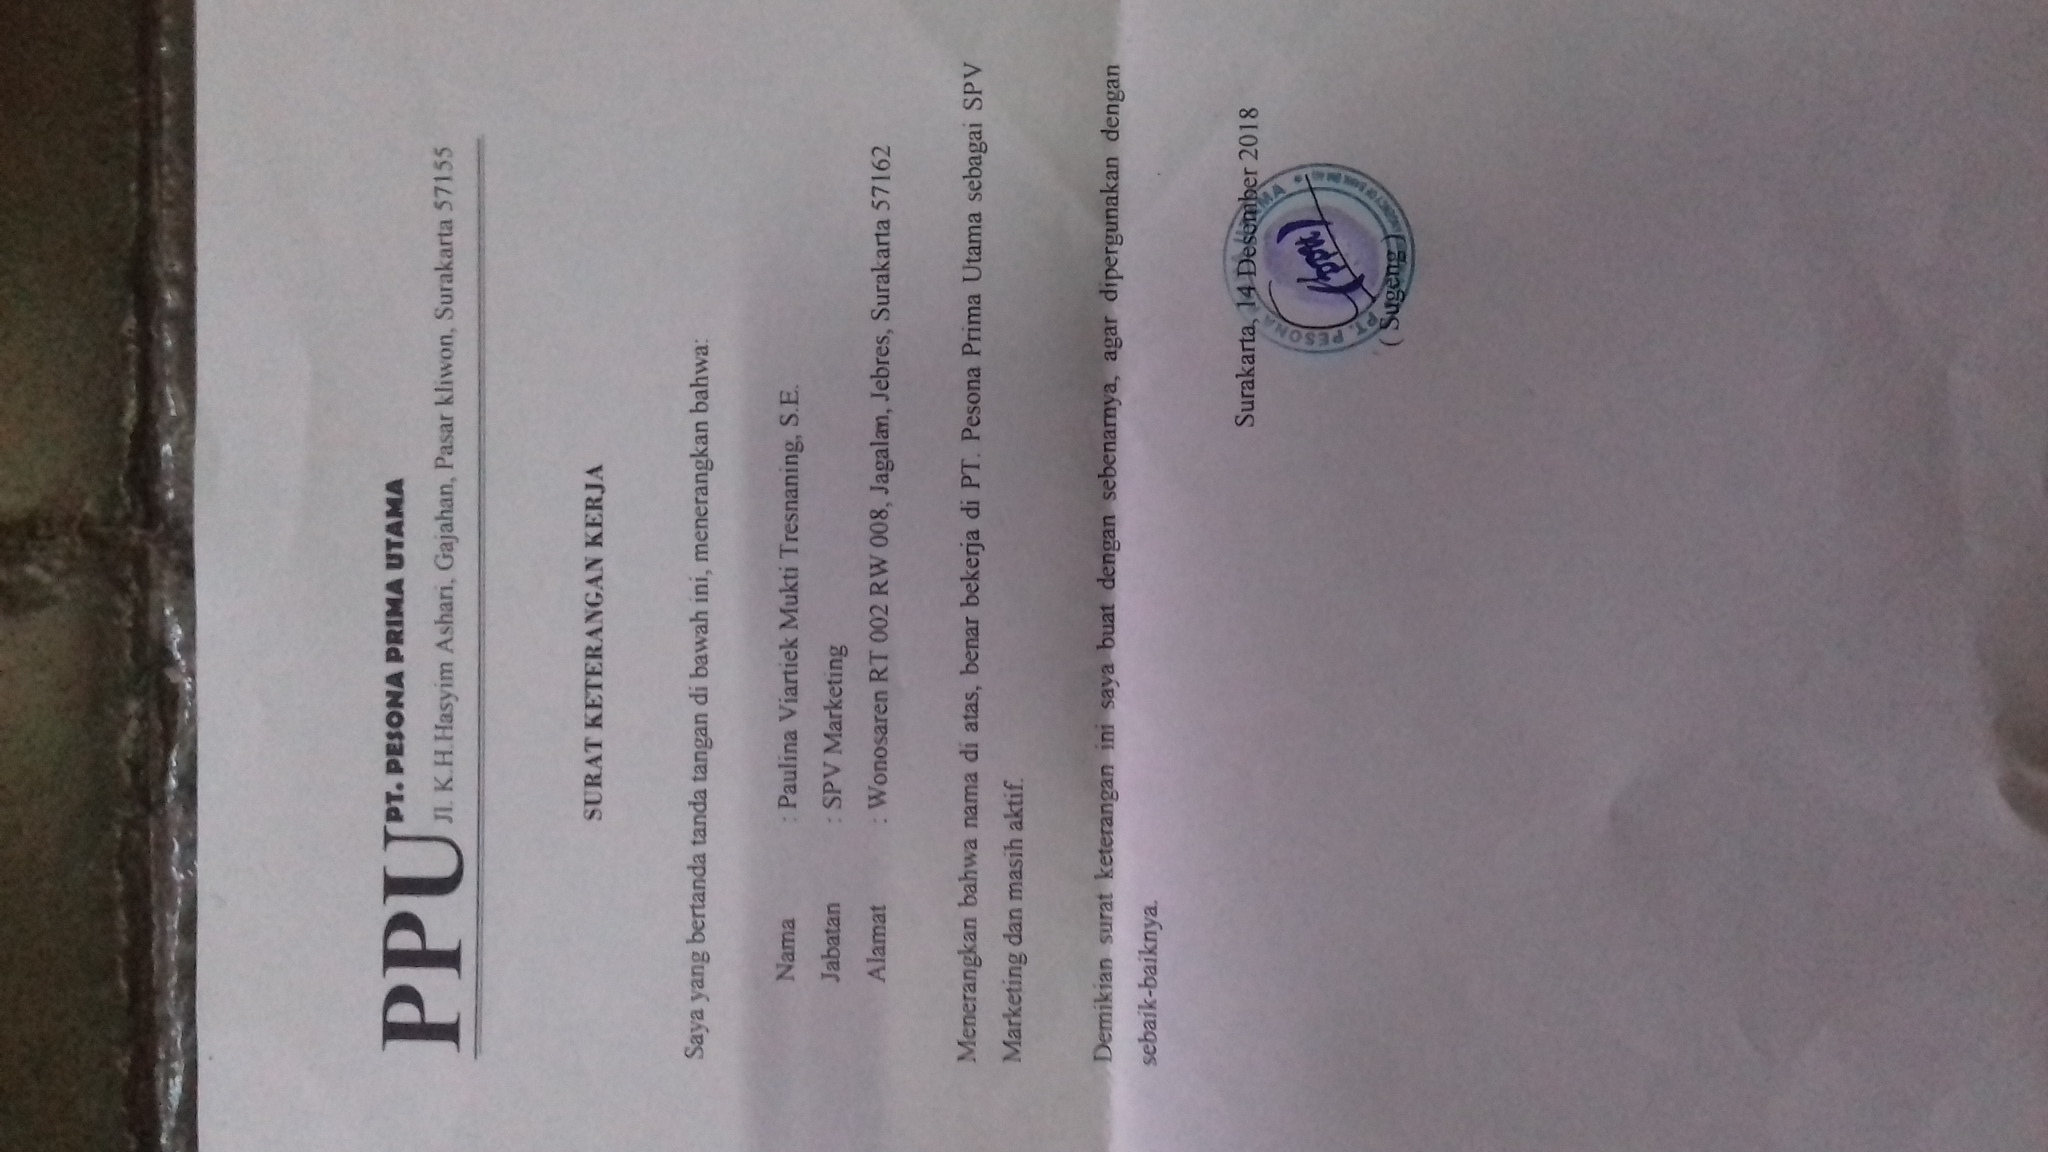 PPU PT. PESONA PRIMA UTAMA
Jl. K.H.Hasyim Ashari, Gajahan, Pasar kliwon, Surakarta 57155
SURAT KETERANGAN KERJA
Saya yang bertanda tanda tangan di bawah ini, menerangkan bahwa:
Nama : Paulina Viartiek Mukti Tresnaning, S.E.
Jabatan : SPV Marketing
Alamat : Wonosaren RT 002 RW 008, Jagalan, Jebres, Surakarta 57162
Menerangkan bahwa nama di atas, benar bekerja di PT. Pesona Prima Utama sebagai SPV
Marketing dan masih aktif.
Demikian surat keterangan ini saya buat dengan sebenarnya, agar dipergunakan dengan
sebaik-baiknya.
Surakarta, 14 Desember 2018
PT. PESONA UTAMA
AGENCY OF BANK
PPU
( Sugeng )